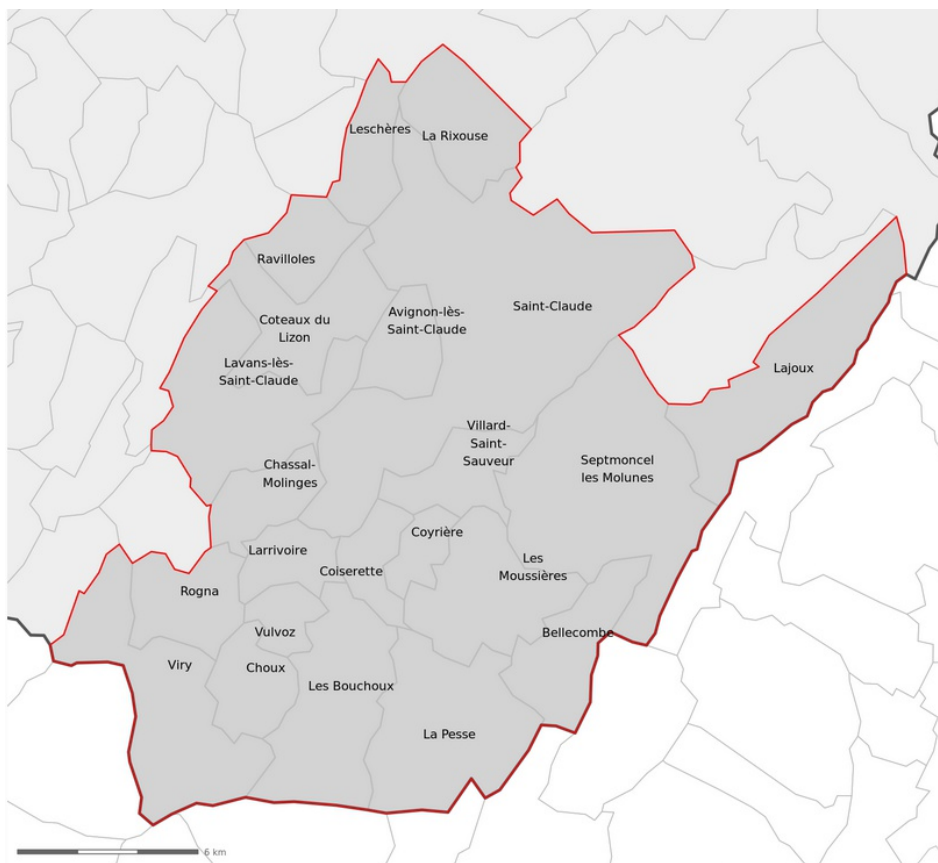 Leschères
La Rixouse
Ravilloles
Coteaux du
Lizon
Avignon-lès-
Saint-Claude
Saint-Claude
Lavans-lès-
Saint-Claude
Lajoux
Villard-
Saint-
Sauveur
Chassal-
Molinges
Septmoncel
les Molunes
Coyrière
Larrivoire
Coiserette
Les
Moussières
Rogna
Vulvoz
Bellecombe
Viry
Choux
Les Bouchoux
La Pesse
6 km